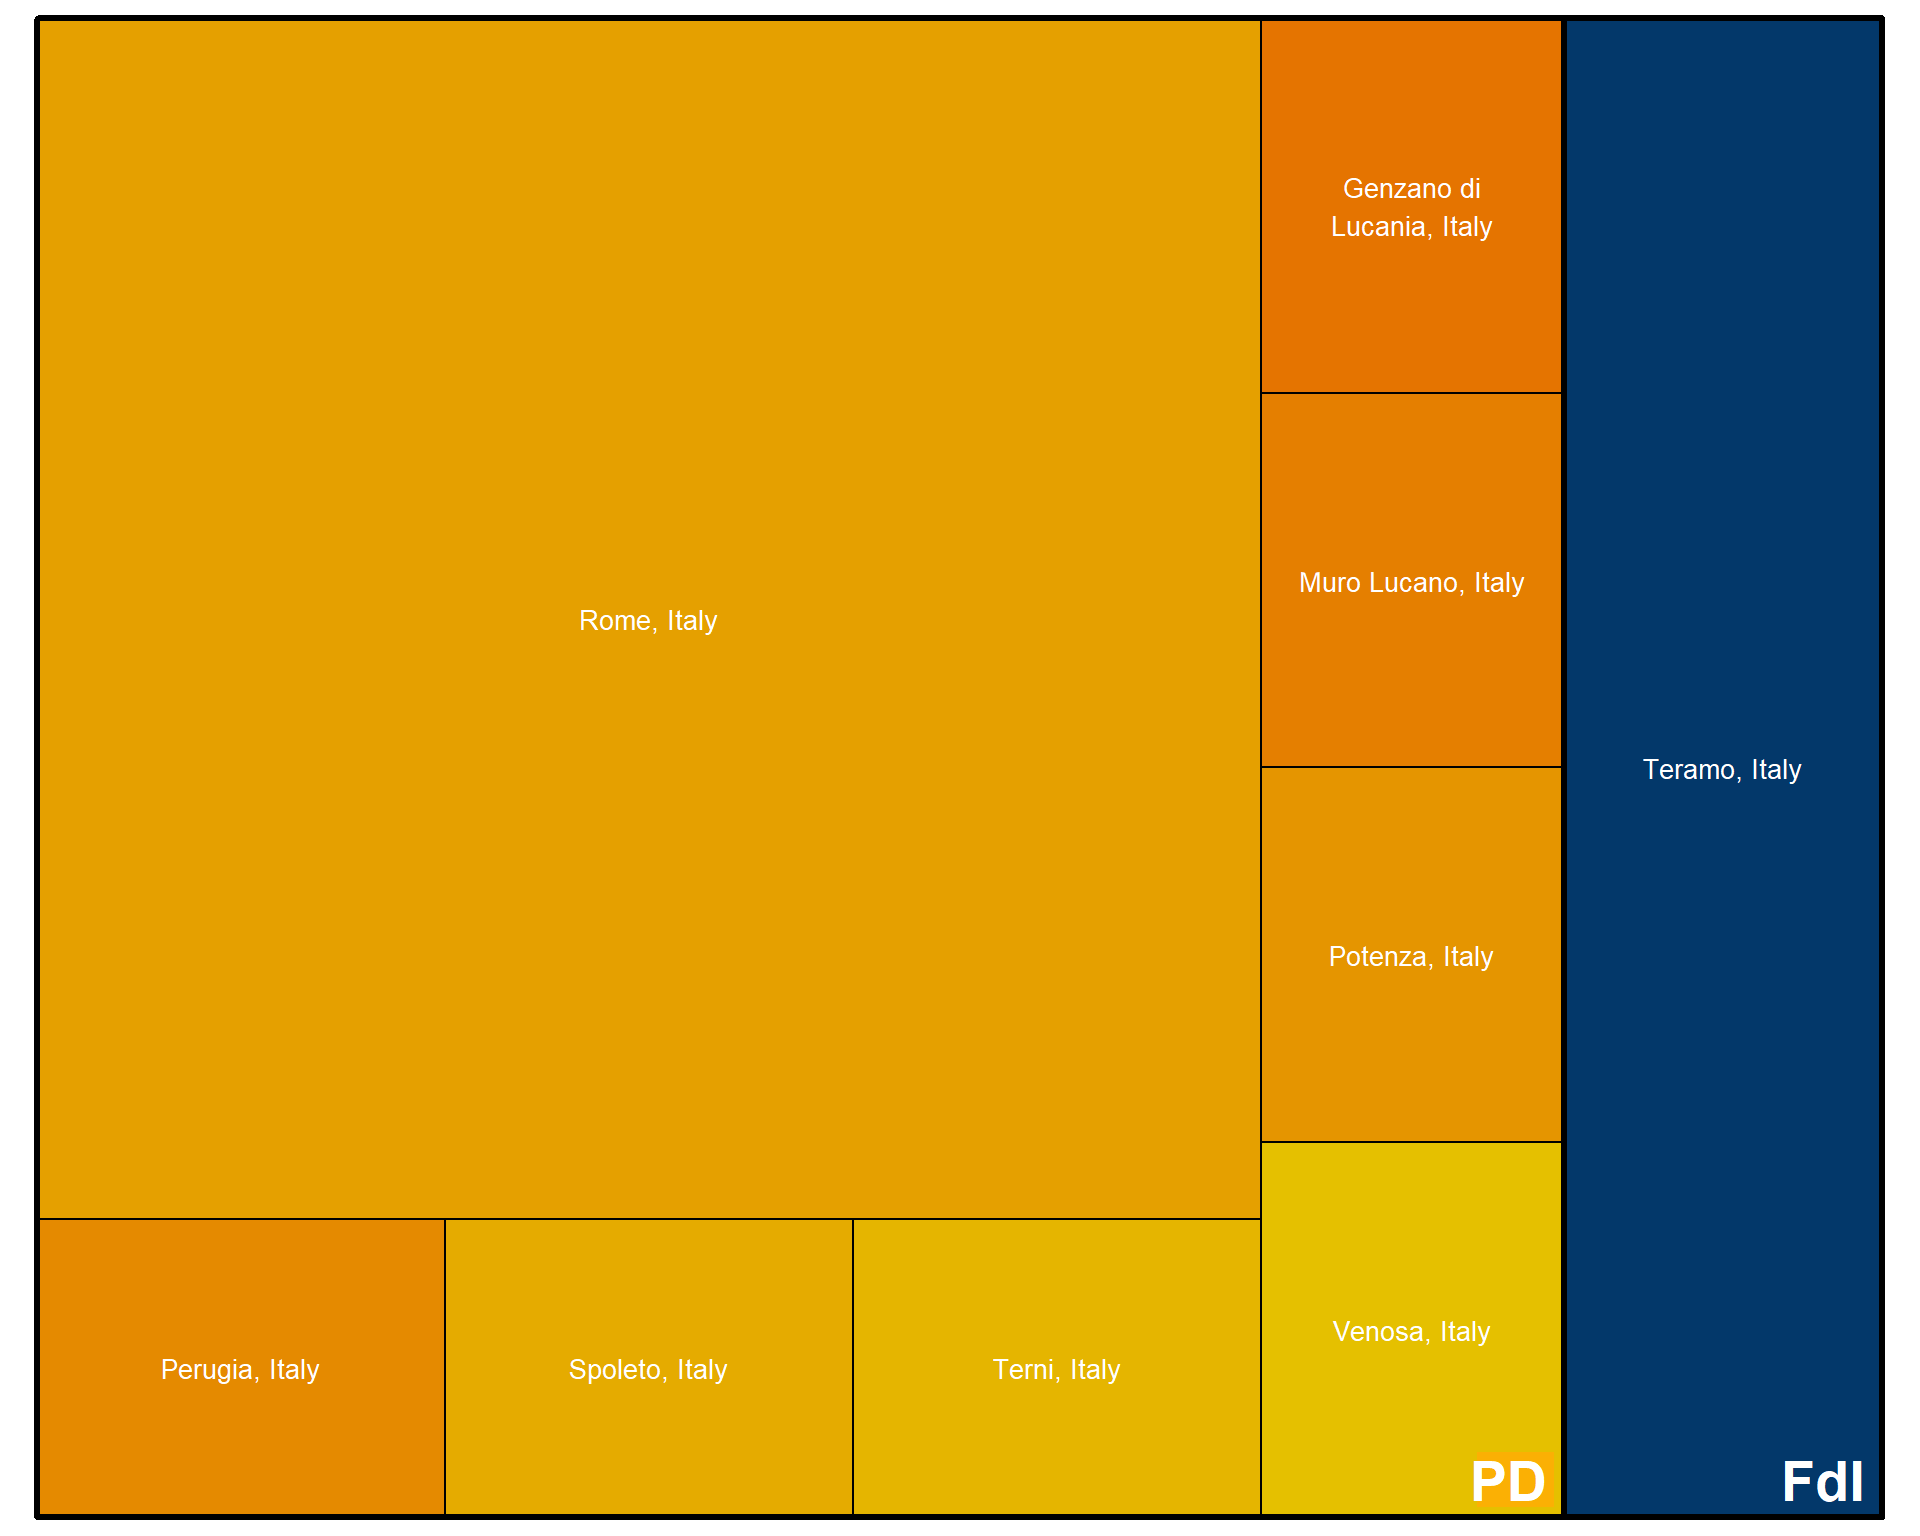 Genzano di
Lucania, Italy
Muro Lucano, Italy
Rome, Italy
Teramo, Italy
Potenza, Italy
Venosa, Italy
Perugia, Italy
Spoleto, Italy
Terni, Italy
PD
FdI